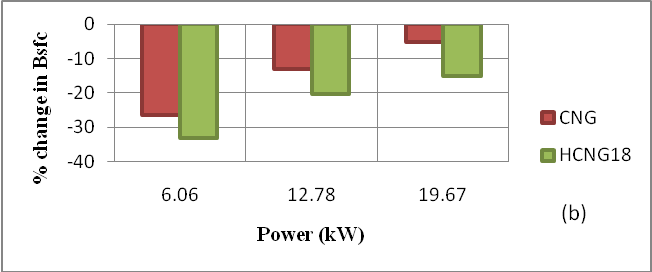 0
-10
-20
-30
-40
% change in Bsfc
6.06 12.78 19.67
Power (kW)
CNG
HCNG18
(b)